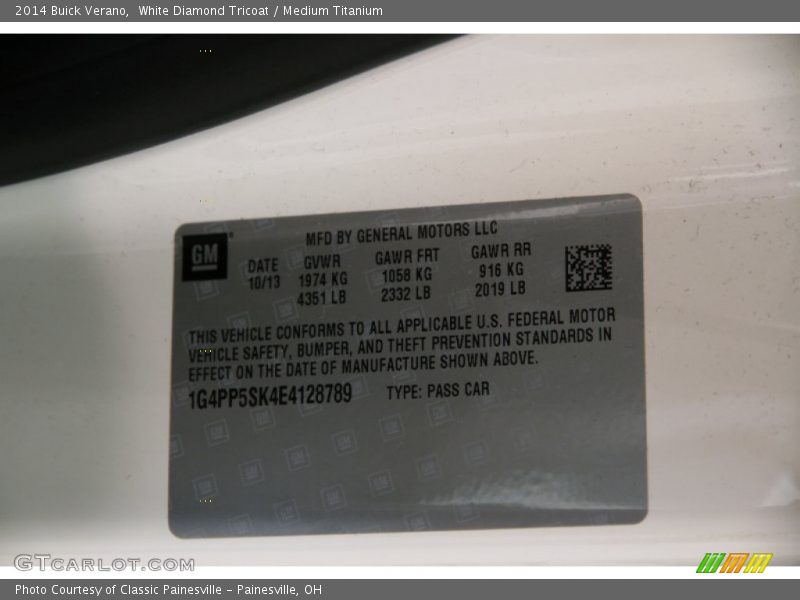 2014 Buick Verano,  White Diamond Tricoat / Medium Titanium
GM
MFD BY GENERAL MOTORS LLC
DATE GVWR GAWR FRT GAWR RR
10/13 1974 KG 1058 KG 916 KG
4351 LB 2332 LB 2019 LB
THIS VEHICLE CONFORMS TO ALL APPLICABLE U.S. FEDERAL MOTOR
VEHICLE SAFETY, BUMPER, AND THEFT PREVENTION STANDARDS IN
EFFECT ON THE DATE OF MANUFACTURE SHOWN ABOVE.
1G4PP5SK4E4128789 TYPE: PASS CAR
GTCARLOT.COM
Photo Courtesy of Classic Painesville – Painesville, OH